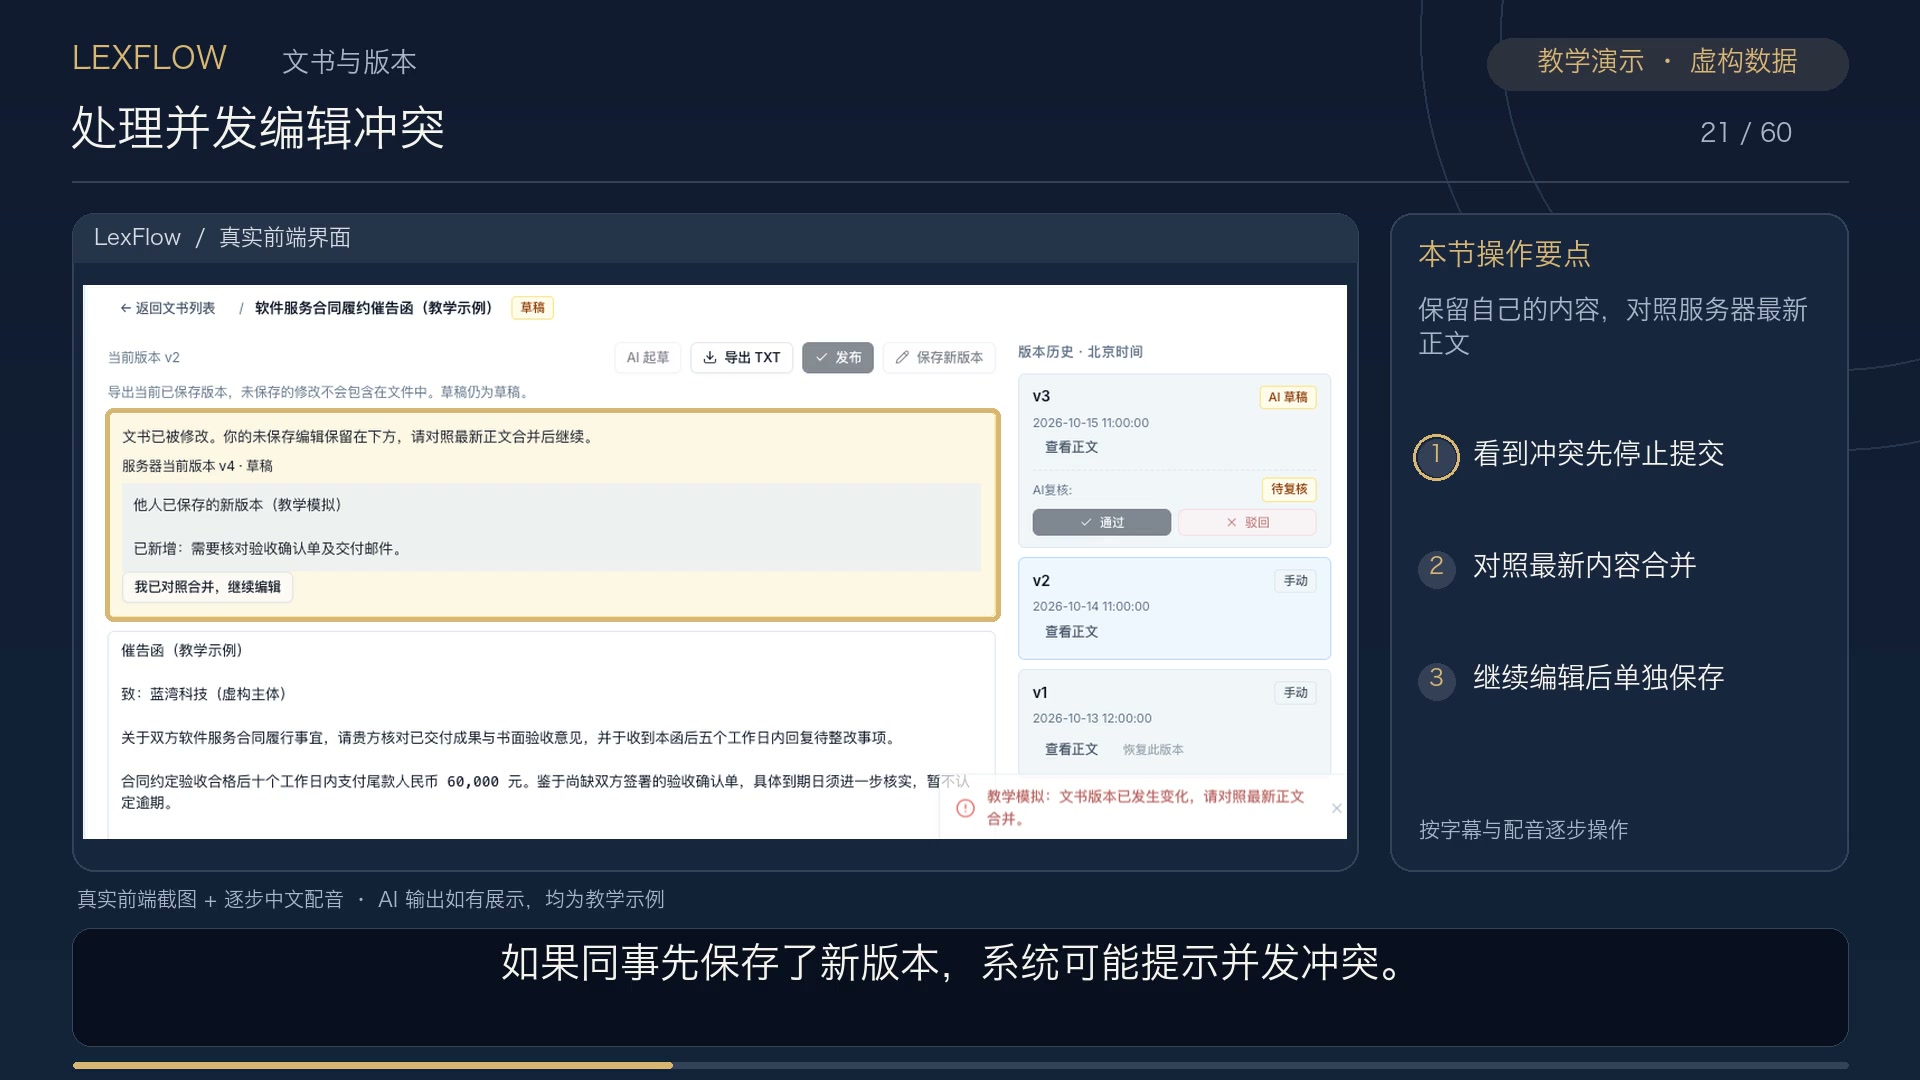 LEXFLOW 文书与版本
教学演示 · 虚构数据
处理并发编辑冲突
21 / 60
LexFlow / 真实前端界面
← 返回文书列表 / 软件服务合同履约催告函（教学示例） 草稿
当前版本 v2
AI 起草 导出 TXT 发布 保存新版本
导出当前已保存版本，未保存的修改不会包含在文件中。草稿仍为草稿。
文书已被修改。你的未保存编辑保留在下方，请对照最新正文合并后继续。
服务器当前版本 v4 · 草稿
他人已保存的新版本（教学模拟）
已新增：需要核对验收确认单及交付邮件。
我已对照合并，继续编辑
催告函（教学示例）
致：蓝湾科技（虚构主体）
关于双方软件服务合同履行事宜，请贵方核对已交付成果与书面验收意见，并于收到本函后五个工作日内回复待整改事项。
合同约定验收合格后十个工作日内支付尾款人民币 60,000 元。鉴于尚缺双方签署的验收确认单，具体到期日须进一步核实，暂不认
定逾期。
版本历史 · 北京时间
v3 AI 草稿
2026-10-15 11:00:00
查看正文
AI复核: 待复核
通过 驳回
v2 手动
2026-10-14 11:00:00
查看正文
v1 手动
2026-10-13 12:00:00
查看正文 恢复此版本
教学模拟：文书版本已发生变化，请对照最新正文
合并。
本节操作要点
保留自己的内容，对照服务器最新
正文
1 看到冲突先停止提交
2 对照最新内容合并
3 继续编辑后单独保存
按字幕与配音逐步操作
真实前端截图 + 逐步中文配音 · AI 输出如有展示，均为教学示例
如果同事先保存了新版本，系统可能提示并发冲突。